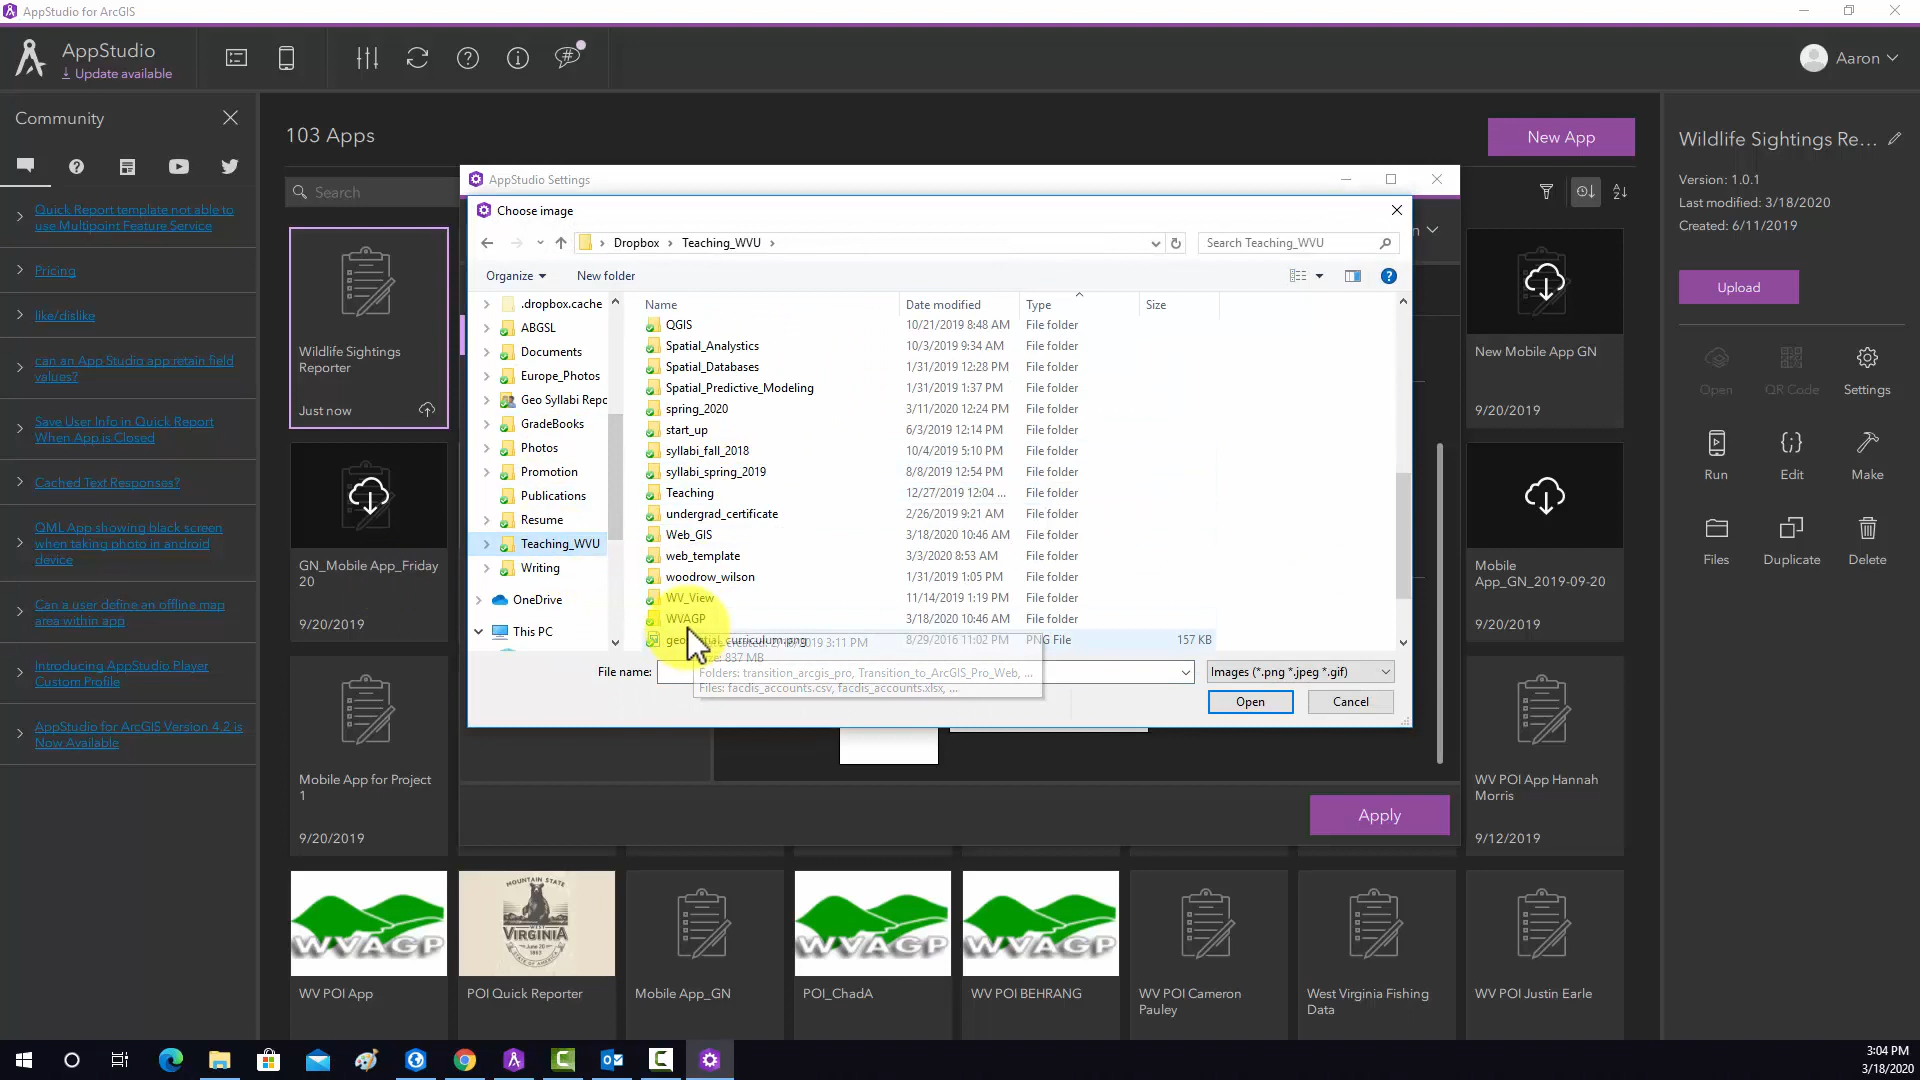 AppStudio for ArcGIS
AppStudio
Update available
Aaron
Community
Quick Report template not able to
use Multipoint Feature Service
Pricing
like/dislike
can an App Studio app retain field
values?
Save User Info in Quick Report
When App is Closed
Cached Text Responses?
QML App showing black screen
when taking photo in android
device
Can a user define an offline map
area within app
Introducing AppStudio Player
Custom Profile
AppStudio for ArcGIS Version 4.2 is
Now Available
103 Apps
New App
Search
Wildlife Sightings
Reporter
Just now
GN_Mobile App_Friday
20
9/20/2019
Mobile App for Project
1
9/20/2019
AppStudio Settings
Choose image
Dropbox
Teaching_WVU
Search Teaching_WVU
Organize
New folder
.dropbox.cache
ABGSL
Documents
Europe_Photos
Geo Syllabi Repo
GradeBooks
Photos
Promotion
Publications
Resume
Teaching_WVU
Writing
OneDrive
This PC
Name Date modified Type Size
QGIS 10/21/2019 8:48 AM File folder
Spatial_Analystics 10/3/2019 9:34 AM File folder
Spatial_Databases 1/31/2019 12:28 PM File folder
Spatial_Predictive_Modeling 1/31/2019 1:37 PM File folder
spring_2020 3/11/2020 12:24 PM File folder
start_up 6/3/2019 12:14 PM File folder
syllabi_fall_2018 10/4/2019 5:10 PM File folder
syllabi_spring_2019 8/8/2019 12:54 PM File folder
Teaching 12/27/2019 12:04 ... File folder
undergrad_certificate 2/26/2019 9:21 AM File folder
Web_GIS 3/18/2020 10:46 AM File folder
web_template 3/3/2020 8:53 AM File folder
woodrow_wilson 1/31/2019 1:05 PM File folder
WV_View 11/14/2019 1:19 PM File folder
WVAGP 3/18/2020 10:46 AM File folder
8/29/2016 11:02 PM PNG File 157 KB
3:11 PM
837 MB
Folders: transition_arcgis_pro, Transition_to_ArcGIS_Pro_Web, ...
Files: facdis_accounts.csv, facdis_accounts.xlsx, ...
File name:
Images (*.png *.jpeg *.gif)
Open
Cancel
Apply
New Mobile App GN
9/20/2019
Mobile
App_GN_2019-09-20
9/20/2019
WV POI App Hannah
Morris
9/12/2019
WVAGP
WV POI App
MOUNTAIN STATE
WEST
VIRGINIA
June 20
1863
STATE OF AMERICA
POI Quick Reporter
Mobile App_GN
WVAGP
POI_ChadA
WVAGP
WV POI BEHRANG
WV POI Cameron
Pauley
West Virginia Fishing
Data
WV POI Justin Earle
Wildlife Sightings Re...
Version: 1.0.1
Last modified: 3/18/2020
Created: 6/11/2019
Upload
Open
QR Code
Settings
Run
Edit
Make
Files
Duplicate
Delete
3:04 PM
3/18/2020